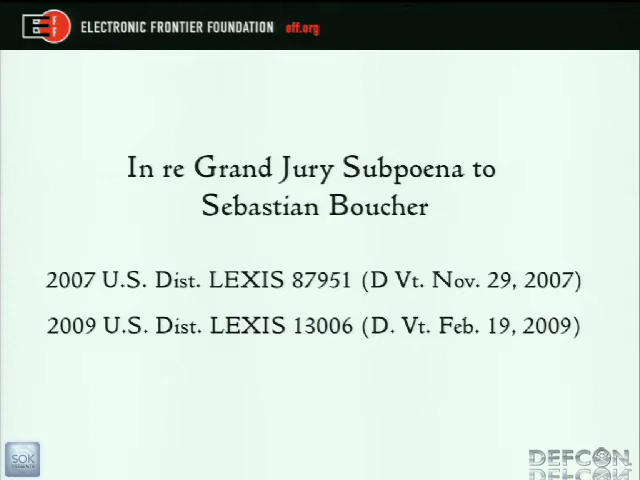 ELECTRONIC FRONTIER FOUNDATION eff.org
In re Grand Jury Subpoena to
Sebastian Boucher
2007 U.S. Dist. LEXIS 87951 (D Vt. Nov. 29, 2007)
2009 U.S. Dist. LEXIS 13006 (D. Vt. Feb. 19, 2009)
SOK
DEFCON